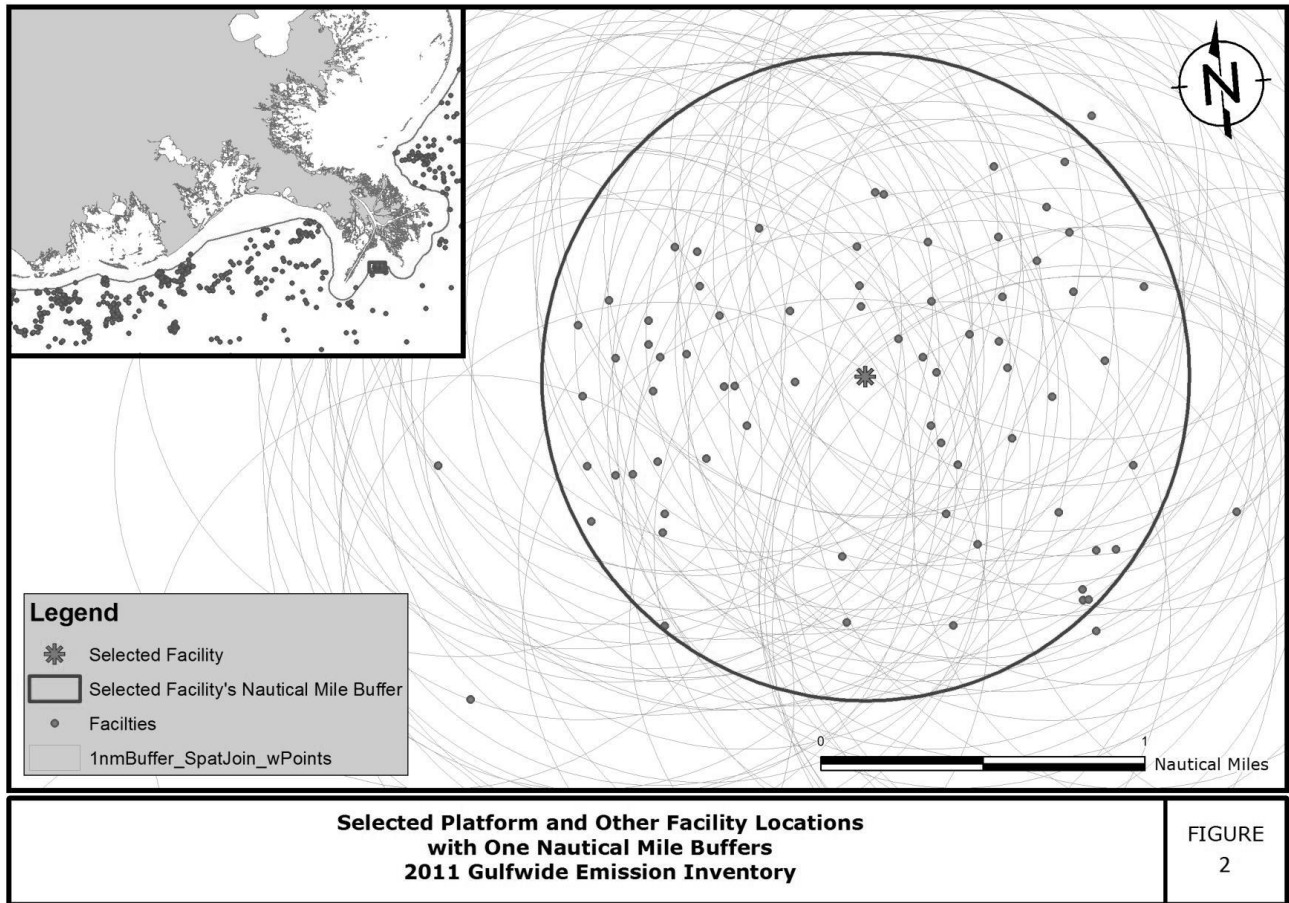 N
Legend
Selected Facility
Selected Facility's Nautical Mile Buffer
Facilties
1nmBuffer_SpatJoin_wPoints
0 1
Nautical Miles
Selected Platform and Other Facility Locations
with One Nautical Mile Buffers
2011 Gulfwide Emission Inventory
FIGURE
2